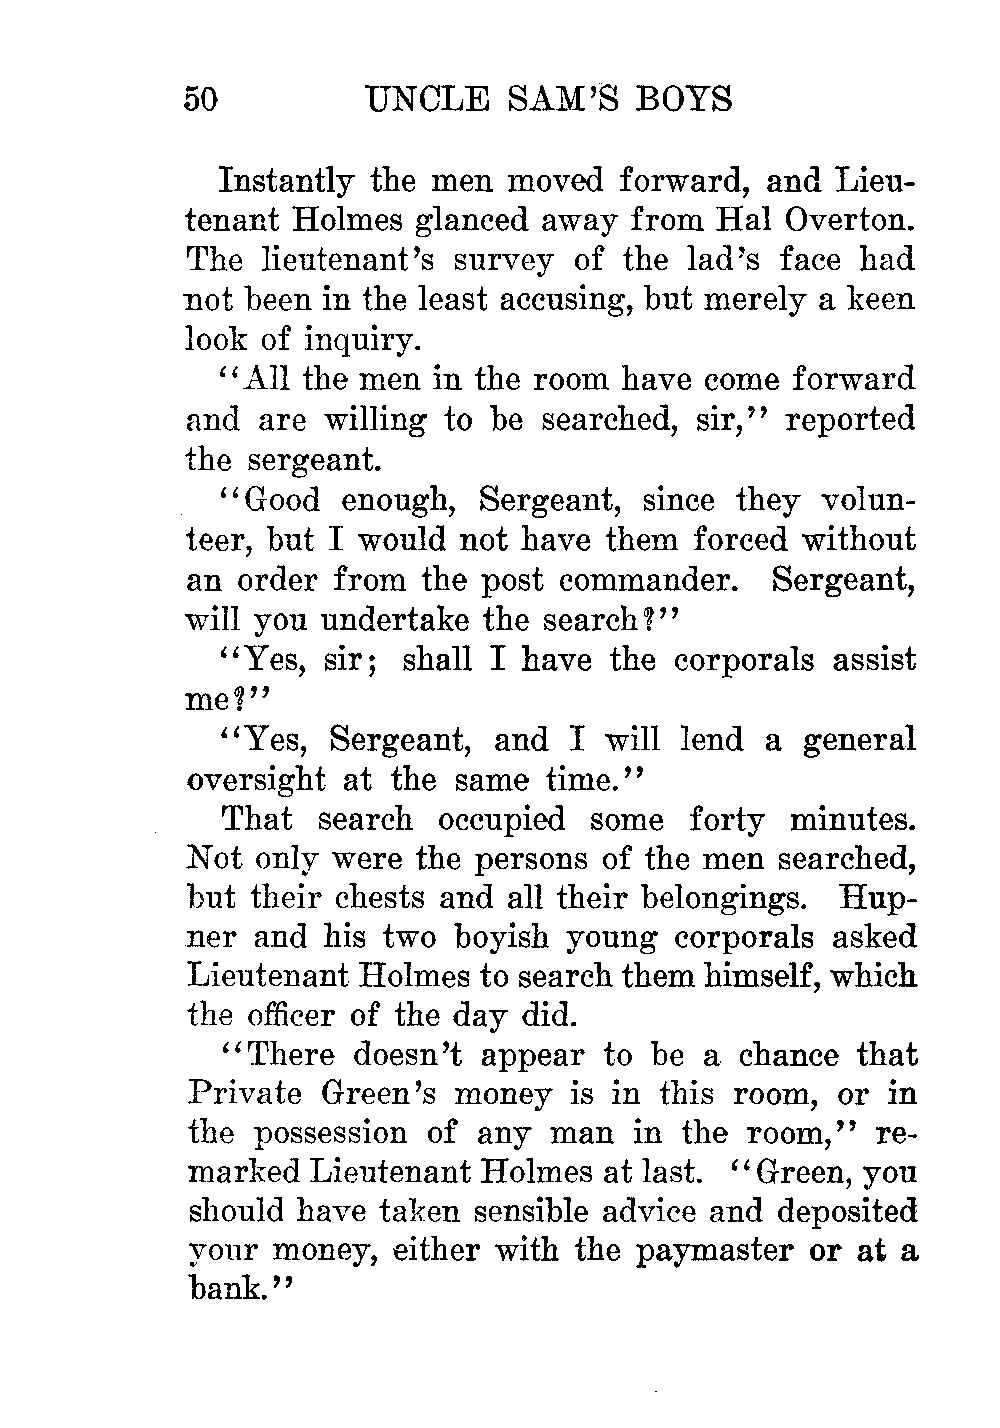 50 UNCLE SAM'S BOYS
Instantly the men moved forward, and Lieu-
tenant Holmes glanced away from Hal Overton.
The lieutenant's survey of the lad's face had
not been in the least accusing, but merely a keen
look of inquiry.
"All the men in the room have come forward
and are willing to be searched, sir," reported
the sergeant.
"Good enough, Sergeant, since they volun-
teer, but I would not have them forced without
an order from the post commander. Sergeant,
will you undertake the search?"
"Yes, sir; shall I have the corporals assist
me?"
"Yes, Sergeant, and I will lend a general
oversight at the same time."
That search occupied some forty minutes.
Not only were the persons of the men searched,
but their chests and all their belongings. Hup-
ner and his two boyish young corporals asked
Lieutenant Holmes to search them himself, which
the officer of the day did.
"There doesn't appear to be a chance that
Private Green's money is in this room, or in
the possession of any man in the room," re-
marked Lieutenant Holmes at last. "Green, you
should have taken sensible advice and deposited
your money, either with the paymaster or at a
bank."